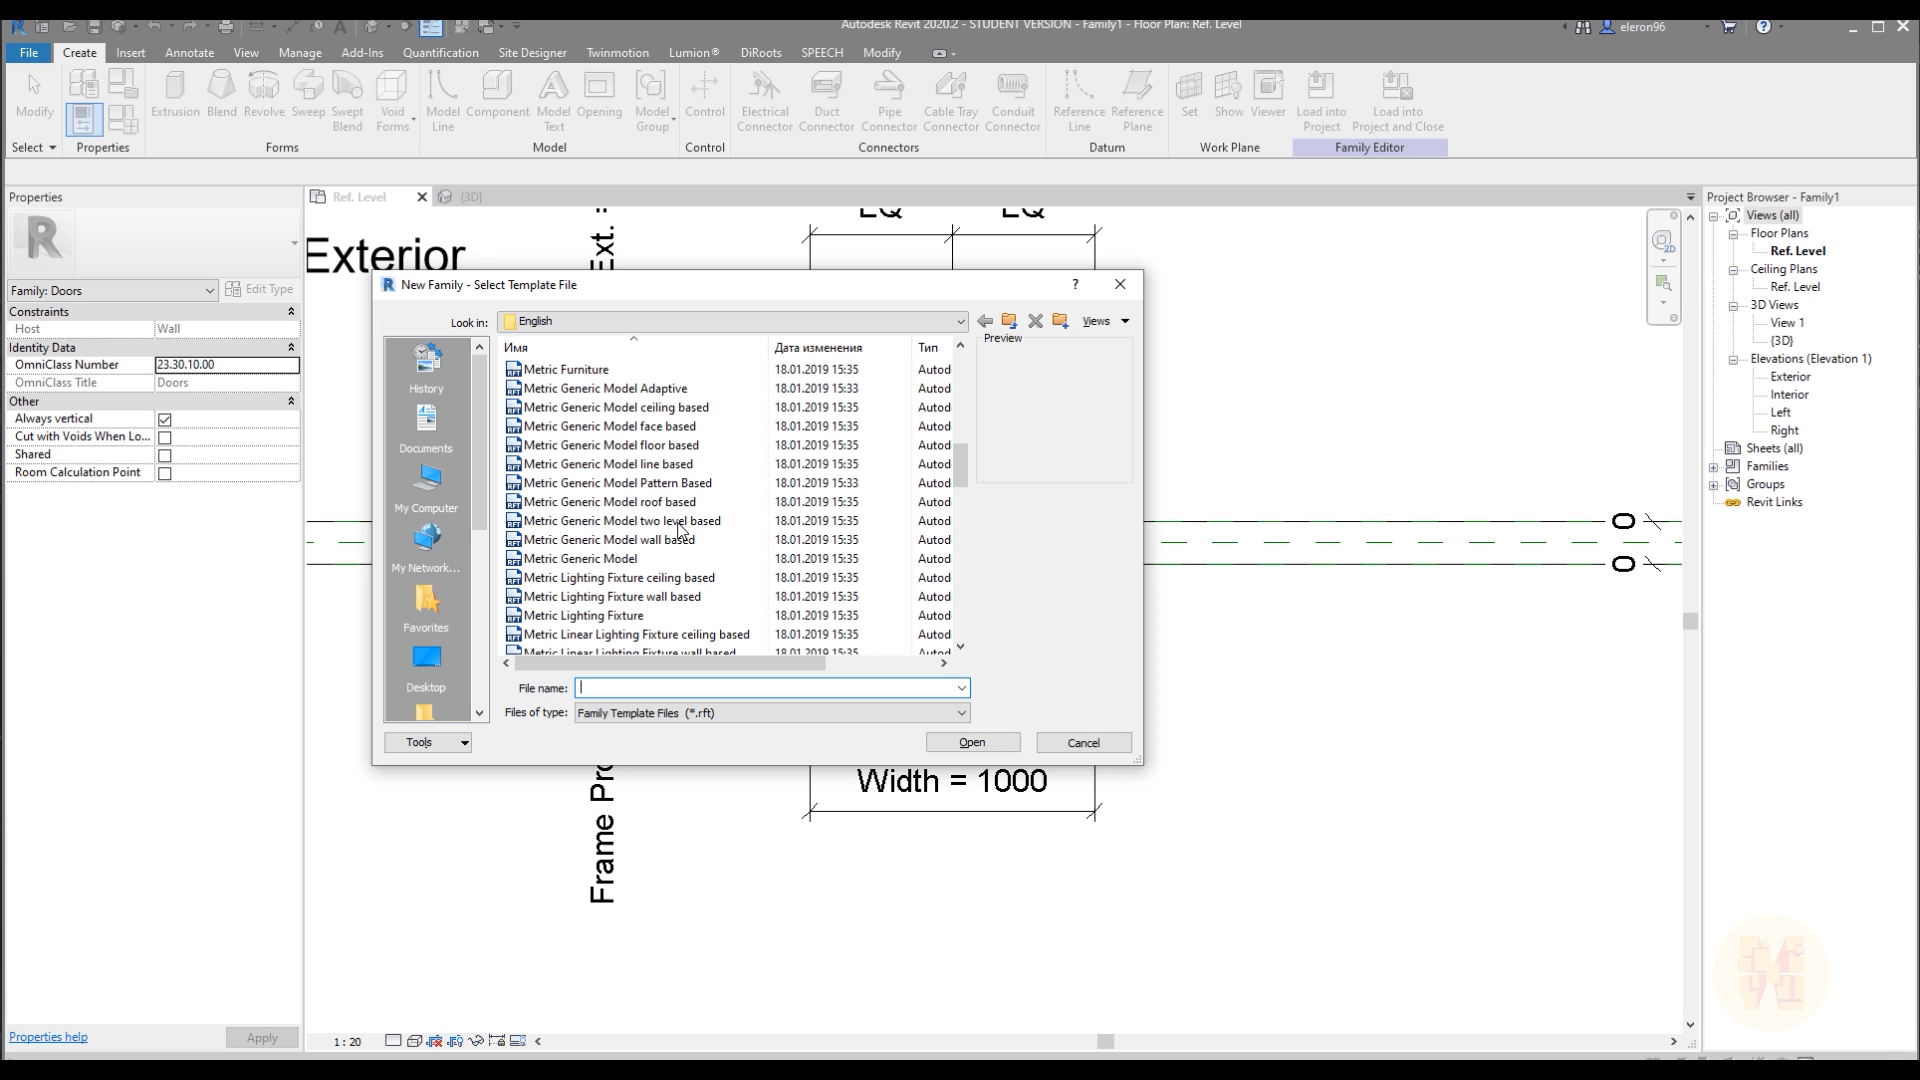 Autodesk Revit 2020.2 - STUDENT VERSION - Family1 - Floor Plan: Ref. Level
eleron96
File Create Insert Annotate View Manage Add-Ins Quantification Site Designer Twinmotion Lumion® DiRoots SPEECH Modify
Modify Extrusion Blend Revolve Sweep Swept Blend Void Forms Model Line Component Model Text Opening Model Group Control Electrical Connector Duct Connector Pipe Connector Cable Tray Connector Conduit Connector Reference Line Reference Plane Set Show Viewer Load into Project Load into Project and Close
Select Properties Forms Model Control Connectors Datum Work Plane Family Editor
Properties
Family: Doors Edit Type
Constraints
Host Wall
Identity Data
OmniClass Number 23.30.10.00
OmniClass Title Doors
Other
Always vertical
Cut with Voids When Lo...
Shared
Room Calculation Point
Properties help Apply
Ref. Level {3D}
Exterior
Ext.
EQ EQ
New Family - Select Template File
Look in: English Views
History
Documents
My Computer
My Network...
Favorites
Desktop
Имя Дата изменения Тип
Preview
Metric Furniture 18.01.2019 15:35 Autod
Metric Generic Model Adaptive 18.01.2019 15:33 Autod
Metric Generic Model ceiling based 18.01.2019 15:35 Autod
Metric Generic Model face based 18.01.2019 15:35 Autod
Metric Generic Model floor based 18.01.2019 15:35 Autod
Metric Generic Model line based 18.01.2019 15:35 Autod
Metric Generic Model Pattern Based 18.01.2019 15:33 Autod
Metric Generic Model roof based 18.01.2019 15:35 Autod
Metric Generic Model two level based 18.01.2019 15:35 Autod
Metric Generic Model wall based 18.01.2019 15:35 Autod
Metric Generic Model 18.01.2019 15:35 Autod
Metric Lighting Fixture ceiling based 18.01.2019 15:35 Autod
Metric Lighting Fixture wall based 18.01.2019 15:35 Autod
Metric Lighting Fixture 18.01.2019 15:35 Autod
Metric Linear Lighting Fixture ceiling based 18.01.2019 15:35 Autod
Metric Linear Lighting Fixture wall based 18.01.2019 15:35 Autod
File name:
Files of type: Family Template Files (*.rft)
Tools Open Cancel
Width = 1000
Frame Pro
0
0
1 : 20
Project Browser - Family1
Views (all)
Floor Plans
Ref. Level
Ceiling Plans
Ref. Level
3D Views
View 1
{3D}
Elevations (Elevation 1)
Exterior
Interior
Left
Right
Sheets (all)
Families
Groups
Revit Links